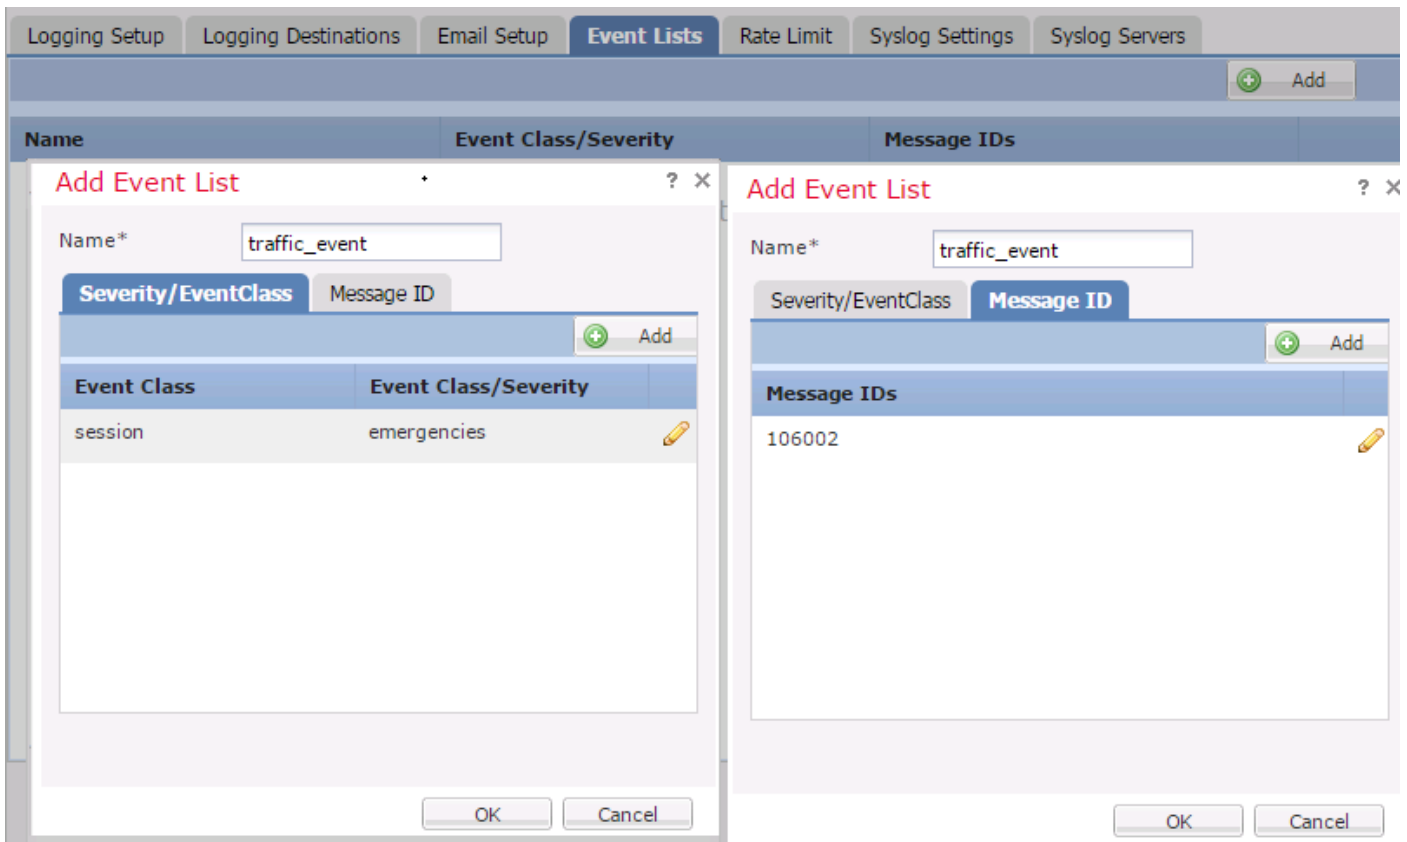 Logging Setup Logging Destinations Email Setup Event Lists Rate Limit Syslog Settings Syslog Servers
Add
Name Event Class/Severity Message IDs
Add Event List ? ×
Name* traffic_event
Severity/EventClass Message ID
Add
Event Class Event Class/Severity
session emergencies
OK Cancel
Add Event List ? ×
Name* traffic_event
Severity/EventClass Message ID
Add
Message IDs
106002
OK Cancel